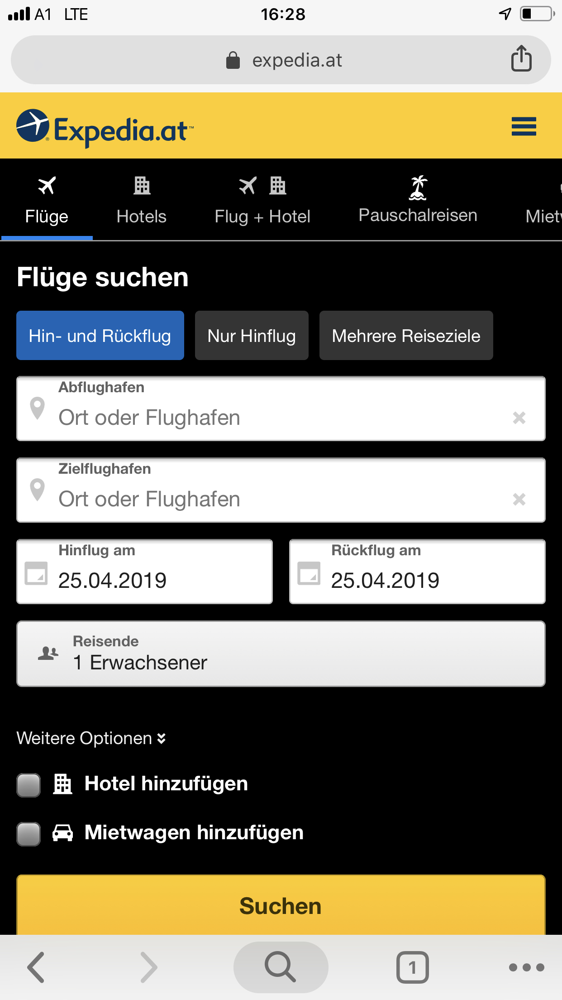 A1 LTE 16:28
expedia.at
Expedia.at™
Flüge Hotels Flug + Hotel Pauschalreisen Mietw
Flüge suchen
Hin- und Rückflug Nur Hinflug Mehrere Reiseziele
Abflughafen
Ort oder Flughafen
Zielflughafen
Ort oder Flughafen
Hinflug am Rückflug am
25.04.2019 25.04.2019
Reisende
1 Erwachsener
Weitere Optionen
Hotel hinzufügen
Mietwagen hinzufügen
Suchen
1